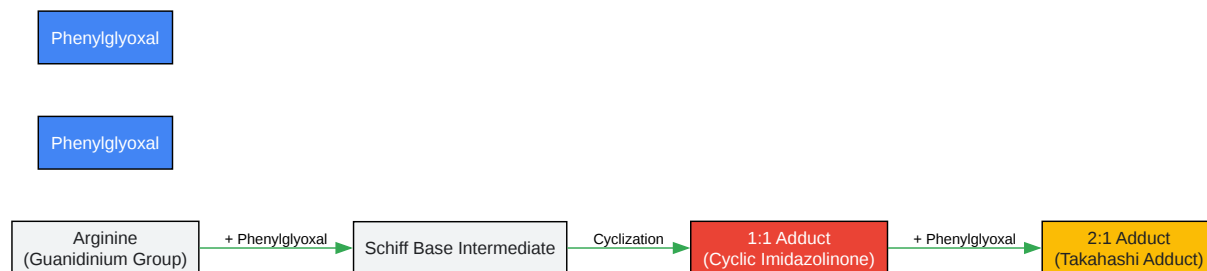 Phenylglyoxal
Phenylglyoxal
Arginine
(Guanidinium Group)
+ Phenylglyoxal
Schiff Base Intermediate
Cyclization
1:1 Adduct
(Cyclic Imidazolinone)
+ Phenylglyoxal
2:1 Adduct
(Takahashi Adduct)